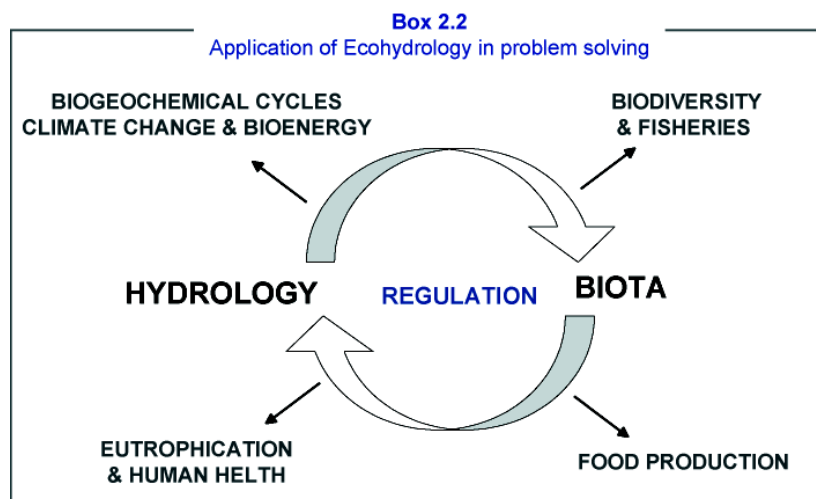 Box 2.2
Application of Ecohydrology in problem solving
BIOGEOCHEMICAL CYCLES
CLIMATE CHANGE & BIOENERGY
BIODIVERSITY
& FISHERIES
HYDROLOGY
REGULATION
BIOTA
EUTROPHICATION
& HUMAN HELTH
FOOD PRODUCTION